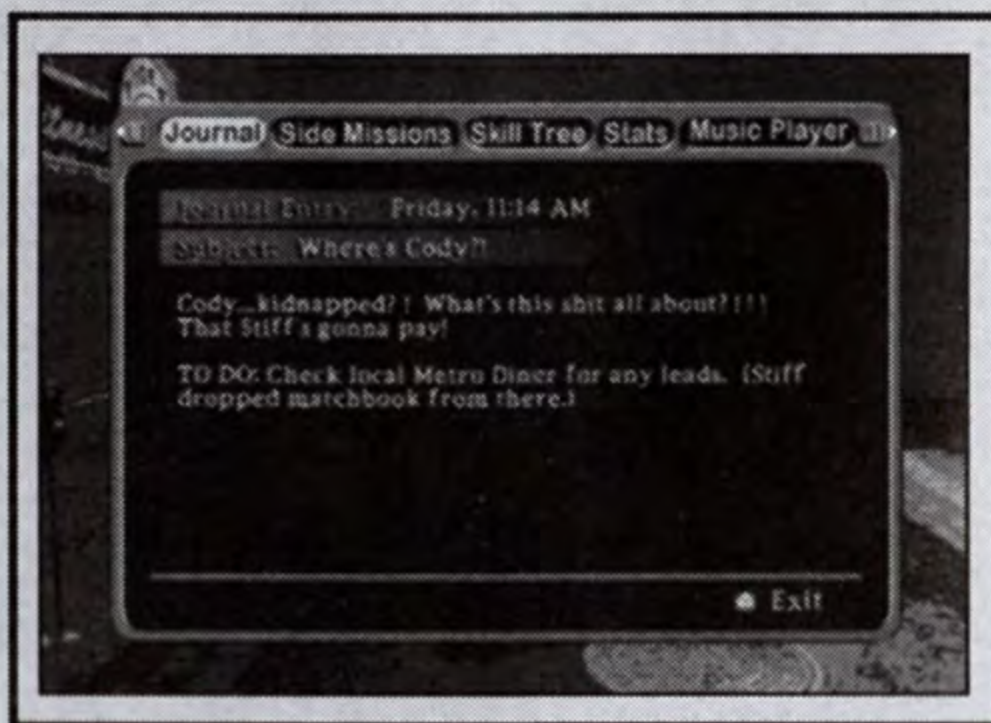 Journal Side Missions Skill Tree Stats Music Player
Journal Entry: Friday, 11:14 AM
Subject: Where's Cody?!
Cody...kidnapped?! What's this shit all about?!!!
That Stiff's gonna pay!
TO DO: Check local Metro Diner for any leads. (Stiff
dropped matchbook from there.)
Exit